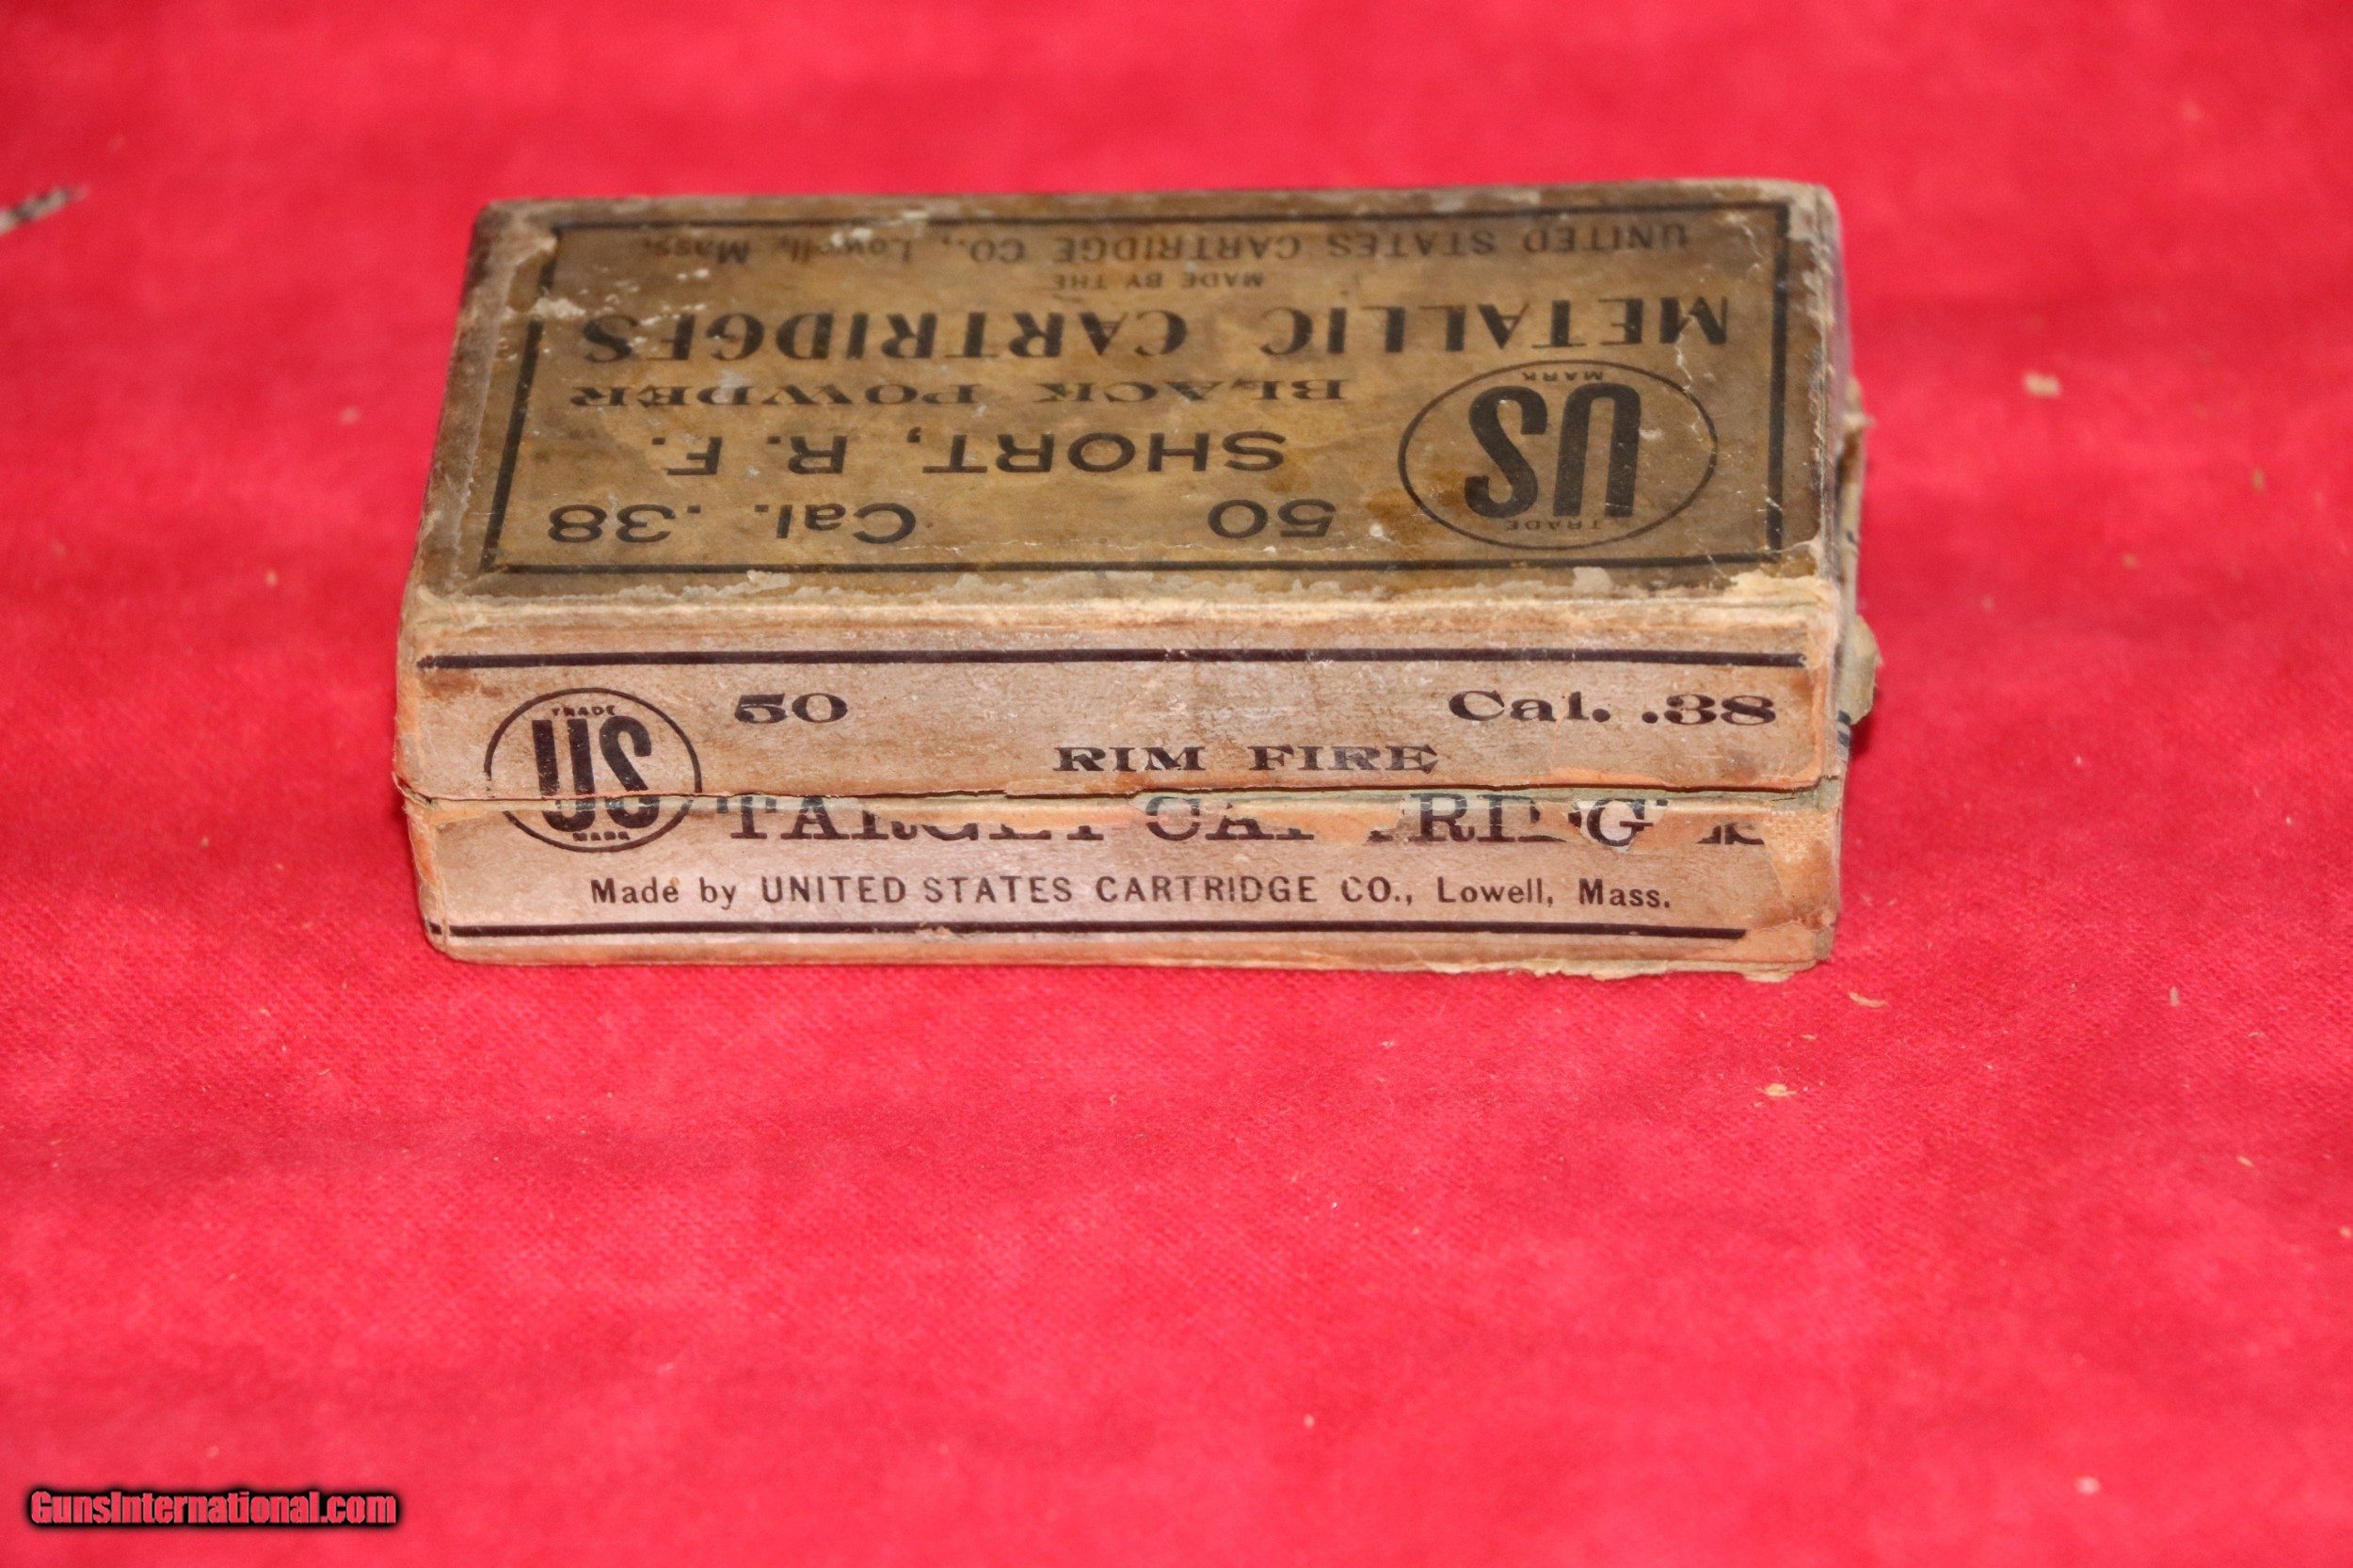 50 Cal. .38
SHORT, R. F.
BLACK POWDER
TRADE
US
MARK
METALLIC CARTRIDGES
MADE BY THE
UNITED STATES CARTRIDGE CO., Lowell, Mass.
TRADE
US
50 Cal. .38
RIM FIRE
TARGET
Made by UNITED STATES CARTRIDGE CO., Lowell, Mass.
GunsInternational.com